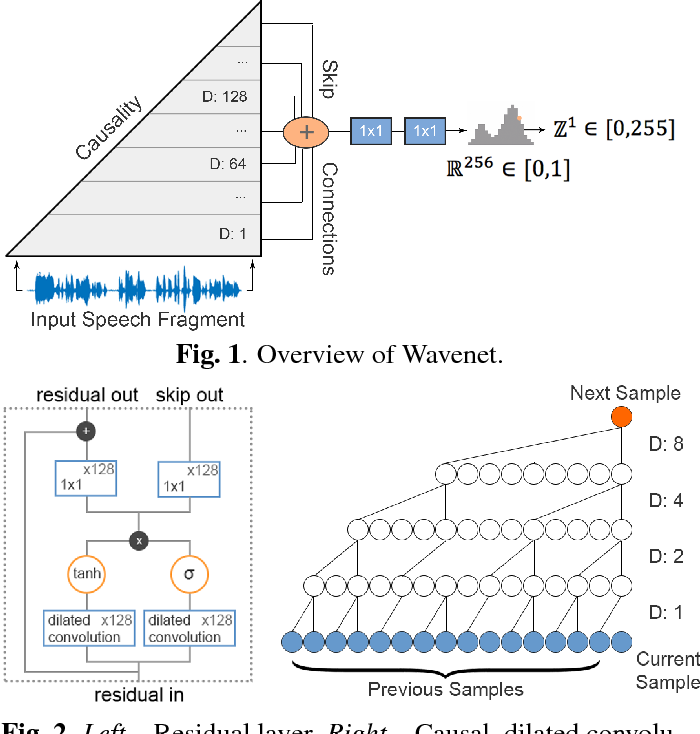 Causality
...
D: 128
...
D: 64
...
D: 1
Skip
Connections
+
1x1
1x1
ℤ¹ ∈ [0,255]
ℝ²⁵⁶ ∈ [0,1]
Input Speech Fragment
Fig. 1. Overview of Wavenet.
residual out
skip out
+
x128
1x1
x128
1x1
x
tanh
σ
dilated x128
convolution
dilated x128
convolution
residual in
Next Sample
D: 8
D: 4
D: 2
D: 1
Current
Sample
Previous Samples
Fig. 2. Left – Residual layer. Right – Causal, dilated convolu-